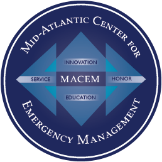 MID-ATLANTIC CENTER FOR
INNOVATION
SERVICE MACEM HONOR
EDUCATION
EMERGENCY MANAGEMENT